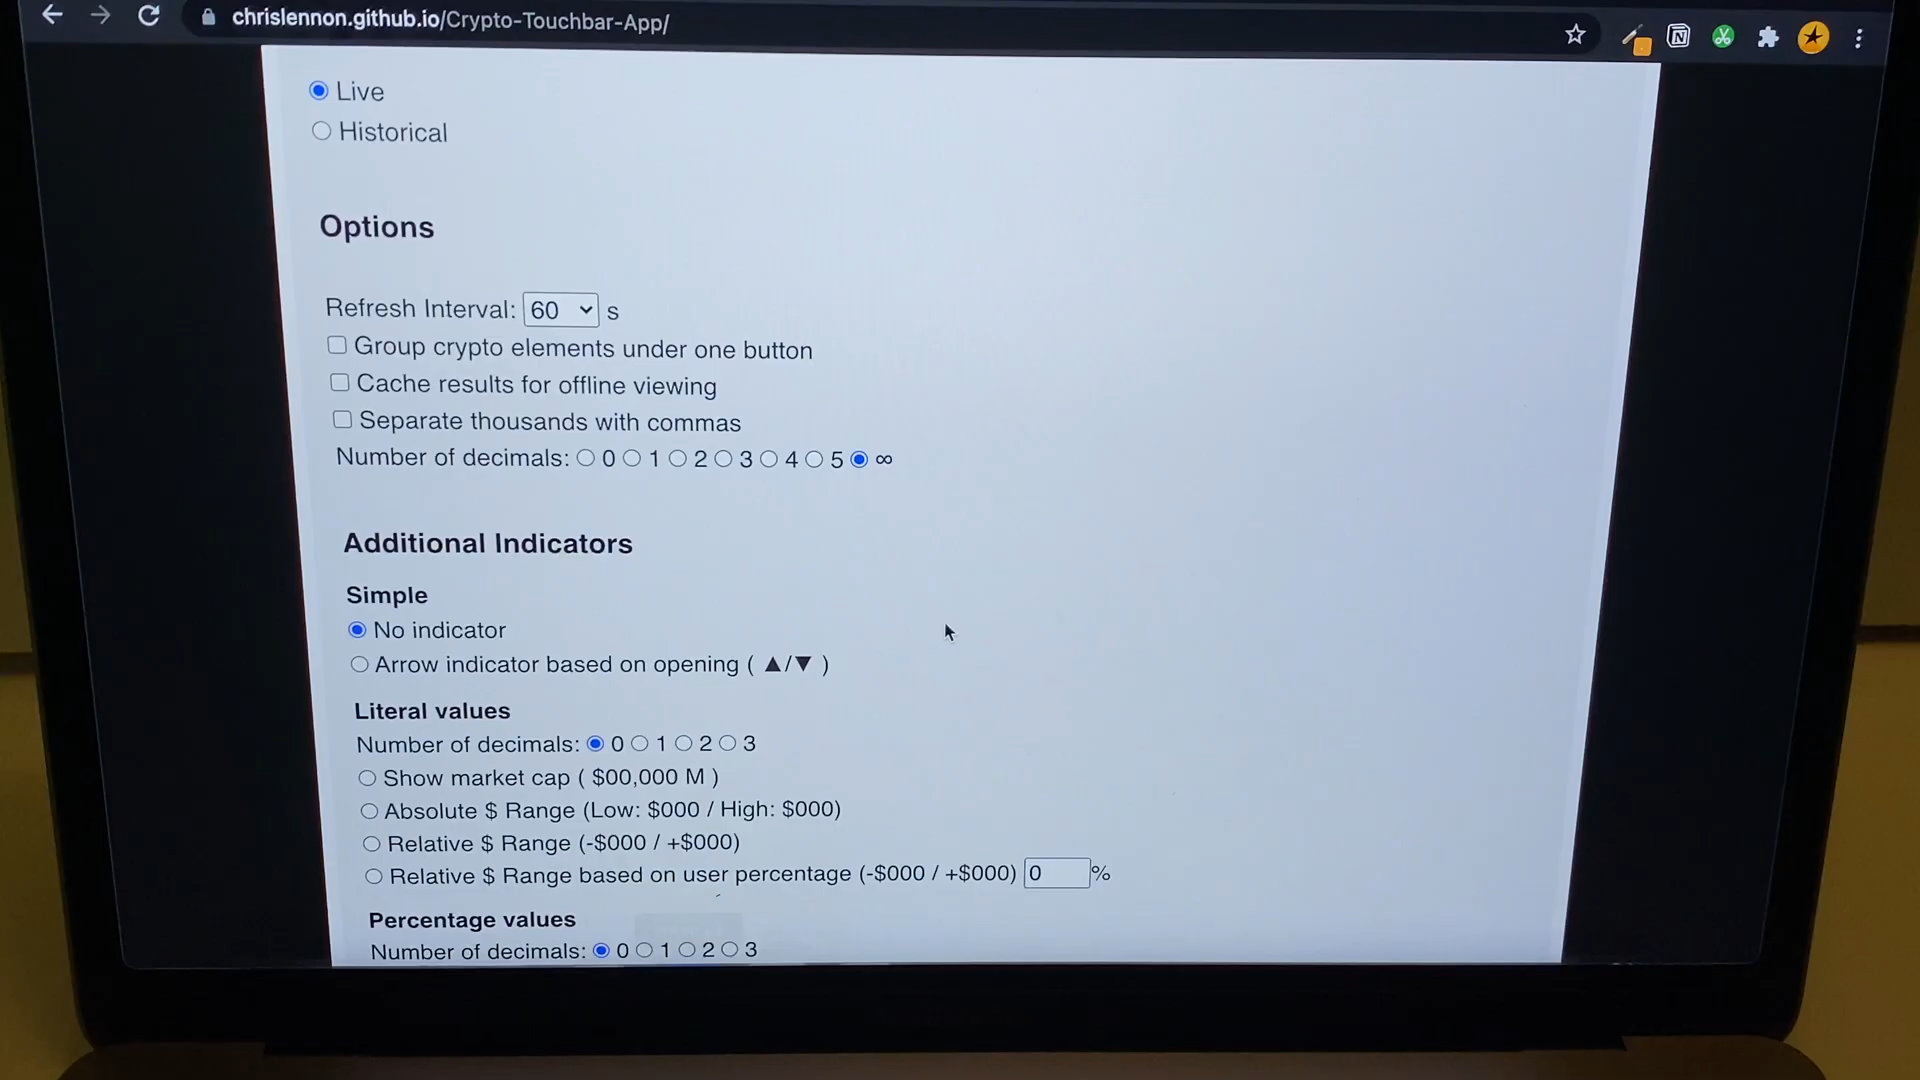 chrislennon.github.io/Crypto-Touchbar-App/
Live
Historical
Options
Refresh Interval: 60 s
Group crypto elements under one button
Cache results for offline viewing
Separate thousands with commas
Number of decimals: 0 1 2 3 4 5 ∞
Additional Indicators
Simple
No indicator
Arrow indicator based on opening ( ▲/▼ )
Literal values
Number of decimals: 0 1 2 3
Show market cap ( $00,000 M )
Absolute $ Range (Low: $000 / High: $000)
Relative $ Range (-$000 / +$000)
Relative $ Range based on user percentage (-$000 / +$000) 0 %
Percentage values
Number of decimals: 0 1 2 3